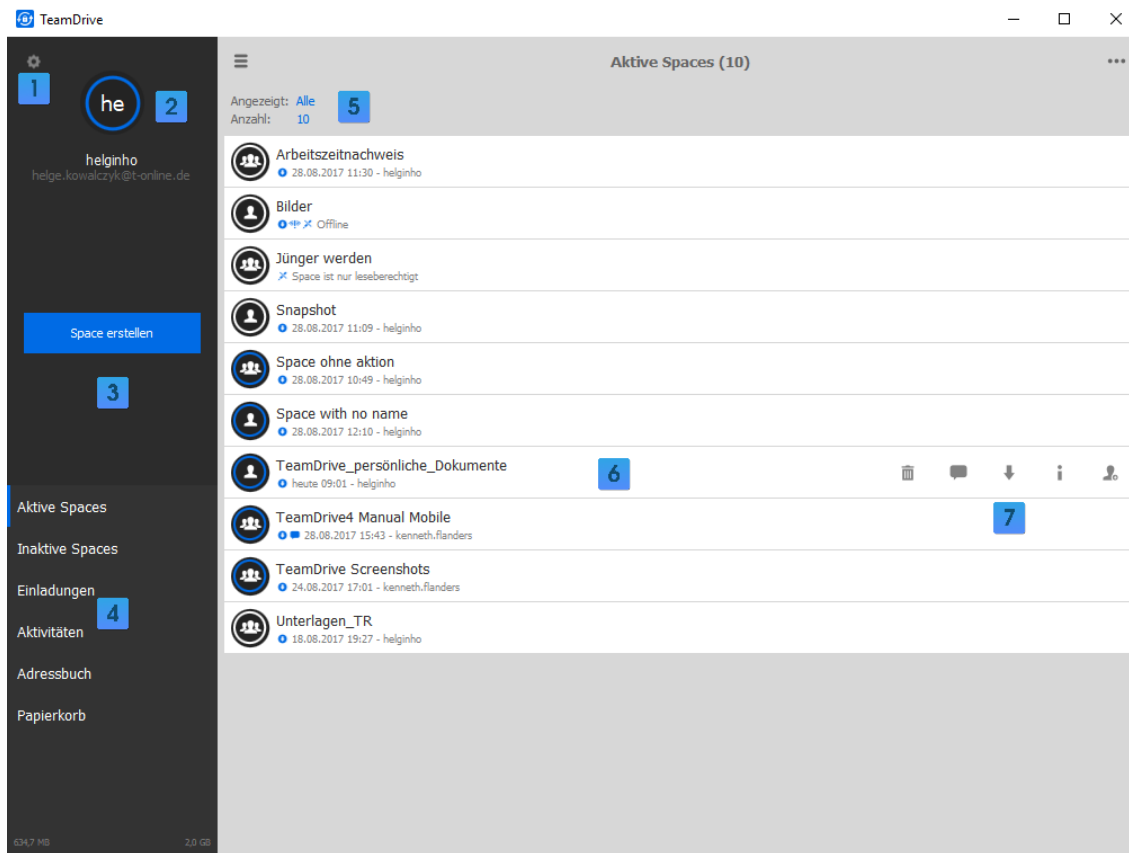 TeamDrive
1
he
2
helginho
helge.kowalczyk@t-online.de
Space erstellen
3
Aktive Spaces
Inaktive Spaces
Einladungen
4
Aktivitäten
Adressbuch
Papierkorb
634,7 MB 2,0 GB
Aktive Spaces (10)
Angezeigt: Alle
Anzahl: 10
5
Arbeitszeitnachweis
28.08.2017 11:30 - helginho
Bilder
Offline
Jünger werden
Space ist nur leseberechtigt
Snapshot
28.08.2017 11:09 - helginho
Space ohne aktion
28.08.2017 10:49 - helginho
Space with no name
28.08.2017 12:10 - helginho
TeamDrive_persönliche_Dokumente
heute 09:01 - helginho
6
7
TeamDrive4 Manual Mobile
28.08.2017 15:43 - kenneth.flanders
TeamDrive Screenshots
24.08.2017 17:01 - kenneth.flanders
Unterlagen_TR
18.08.2017 19:27 - helginho